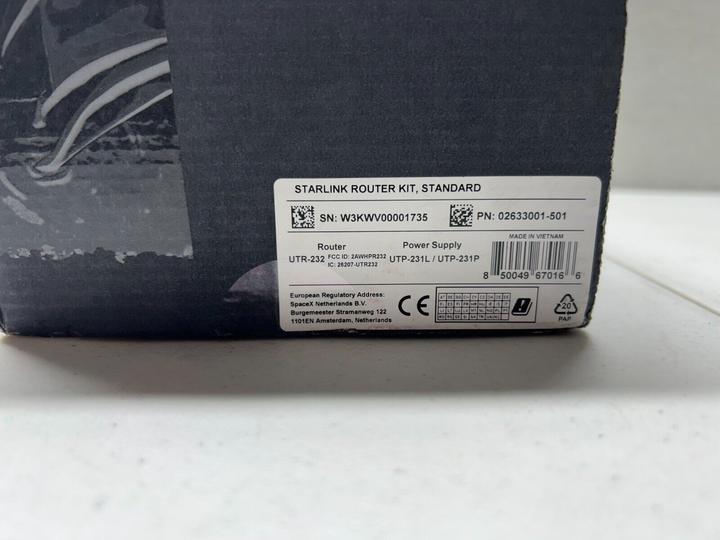 STARLINK ROUTER KIT, STANDARD
SN: W3KWV00001735
PN: 02633001-501
Router
UTR-232
FCC ID: 2AWHPR232
IC: 26207-UTR232
Power Supply
UTP-231L / UTP-231P
MADE IN VIETNAM
8 50049 67016 6
European Regulatory Address:
SpaceX Netherlands B.V.
Burgemeester Stramanweg 122
1101EN Amsterdam, Netherlands
CE
20
PAP